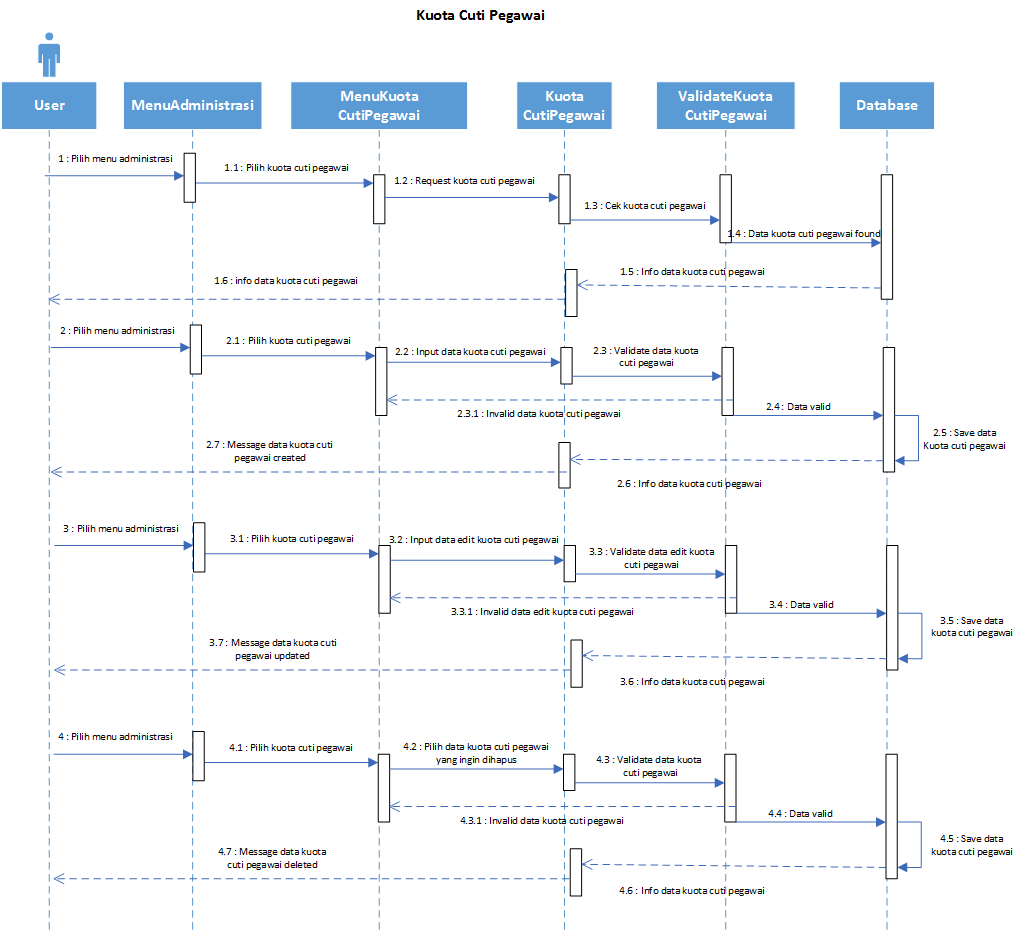 Kuota Cuti Pegawai
User
MenuAdministrasi
MenuKuota
CutiPegawai
Kuota
CutiPegawai
ValidateKuota
CutiPegawai
Database
1 : Pilih menu administrasi
1.1 : Pilih kuota cuti pegawai
1.2 : Request kuota cuti pegawai
1.3 : Cek kuota cuti pegawai
1.4 : Data kuota cuti pegawai found
1.5 : Info data kuota cuti pegawai
1.6 : info data kuota cuti pegawai
2 : Pilih menu administrasi
2.1 : Pilih kuota cuti pegawai
2.2 : Input data kuota cuti pegawai
2.3 : Validate data kuota
cuti pegawai
2.3.1 : Invalid data kuota cuti pegawai
2.4 : Data valid
2.5 : Save data
Kuota cuti pegawai
2.6 : Info data kuota cuti pegawai
2.7 : Message data kuota cuti
pegawai created
3 : Pilih menu administrasi
3.1 : Pilih kuota cuti pegawai
3.2 : Input data edit kuota cuti pegawai
3.3 : Validate data edit kuota
cuti pegawai
3.3.1 : Invalid data edit kuota cuti pegawai
3.4 : Data valid
3.5 : Save data
kuota cuti pegawai
3.6 : Info data kuota cuti pegawai
3.7 : Message data kuota cuti
pegawai updated
4 : Pilih menu administrasi
4.1 : Pilih kuota cuti pegawai
4.2 : Pilih data kuota cuti pegawai
yang ingin dihapus
4.3 : Validate data kuota
cuti pegawai
4.3.1 : Invalid data kuota cuti pegawai
4.4 : Data valid
4.5 : Save data
kuota cuti pegawai
4.6 : Info data kuota cuti pegawai
4.7 : Message data kuota
cuti pegawai deleted